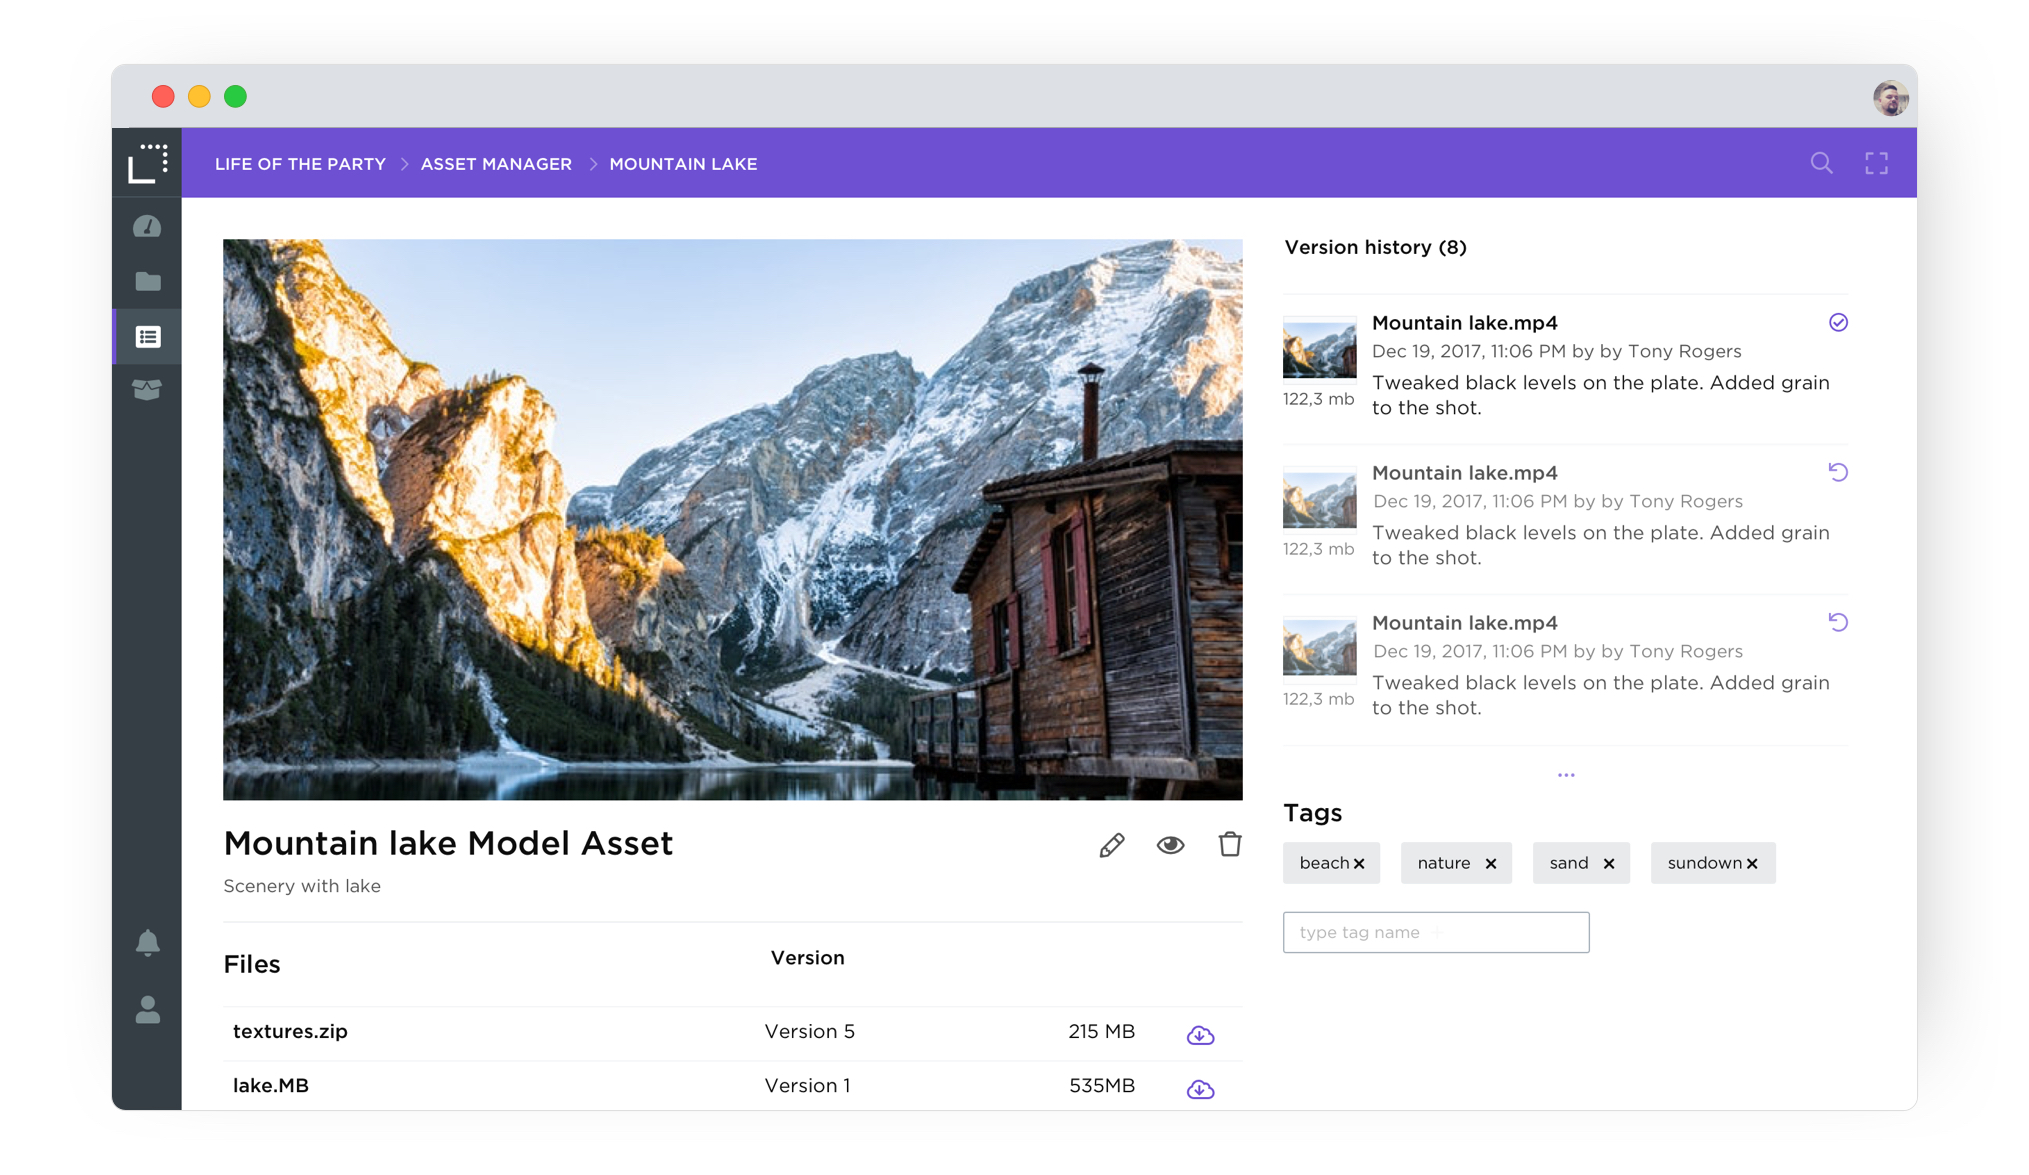 LIFE OF THE PARTY > ASSET MANAGER > MOUNTAIN LAKE
Version history (8)
Mountain lake.mp4
Dec 19, 2017, 11:06 PM by by Tony Rogers
Tweaked black levels on the plate. Added grain
to the shot.
122,3 mb
Mountain lake.mp4
Dec 19, 2017, 11:06 PM by by Tony Rogers
Tweaked black levels on the plate. Added grain
to the shot.
122,3 mb
Mountain lake.mp4
Dec 19, 2017, 11:06 PM by by Tony Rogers
Tweaked black levels on the plate. Added grain
to the shot.
122,3 mb
...
Tags
beach × nature × sand × sundown ×
type tag name
Mountain lake Model Asset
Scenery with lake
Files Version
textures.zip Version 5 215 MB
lake.MB Version 1 535MB